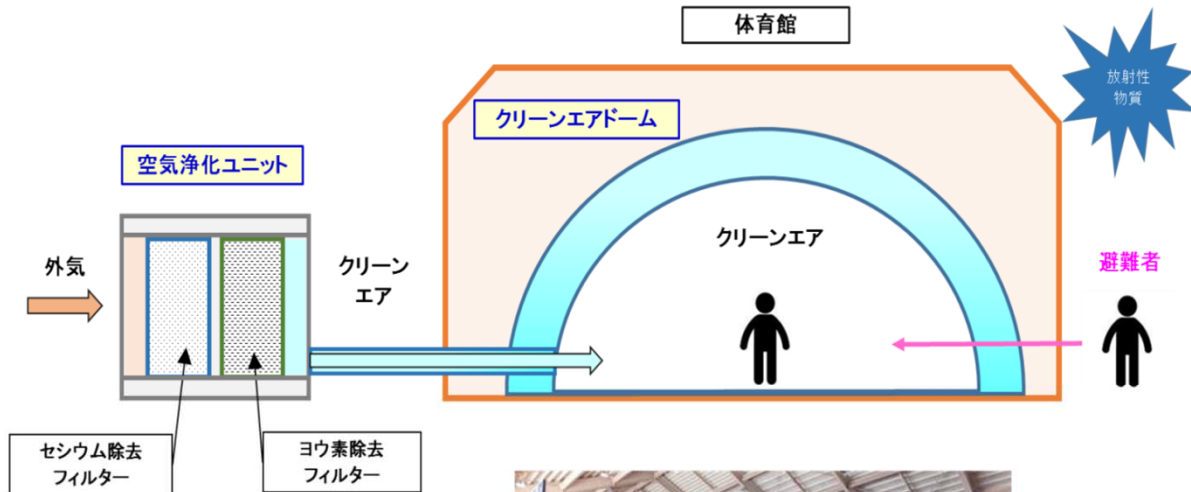 体育館
放射性
物質
クリーンエアドーム
空気浄化ユニット
クリーンエア
外気
クリーン
エア
避難者
セシウム除去
フィルター
ヨウ素除去
フィルター